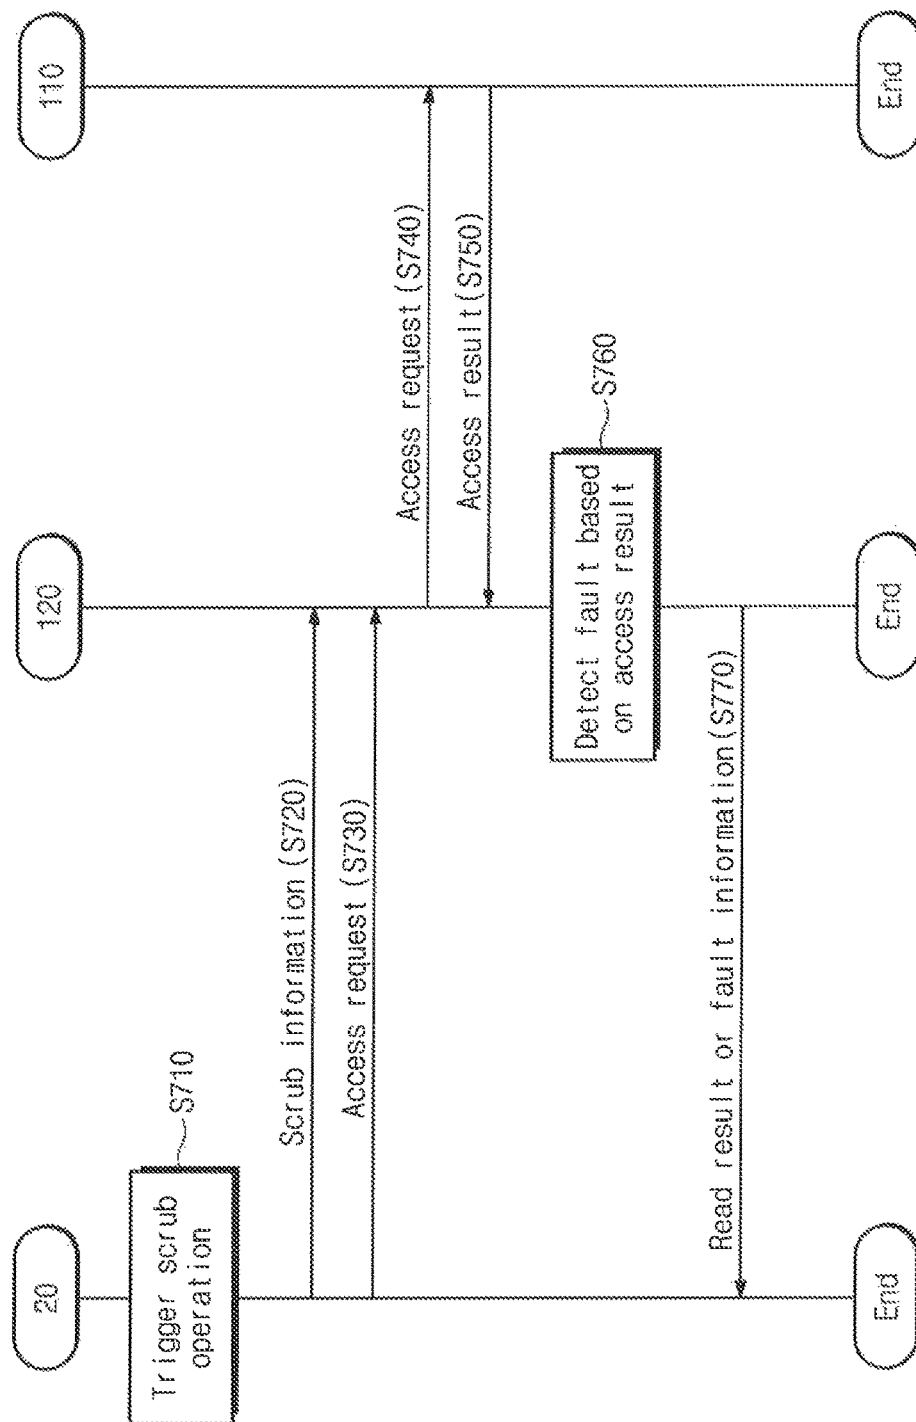 20
120
110
Trigger scrub
operation
S710
Scrub information(S720)
Access request(S730)
Access request(S740)
Access result(S750)
Detect fault based
on access result
S760
Read result or fault information(S770)
End
End
End